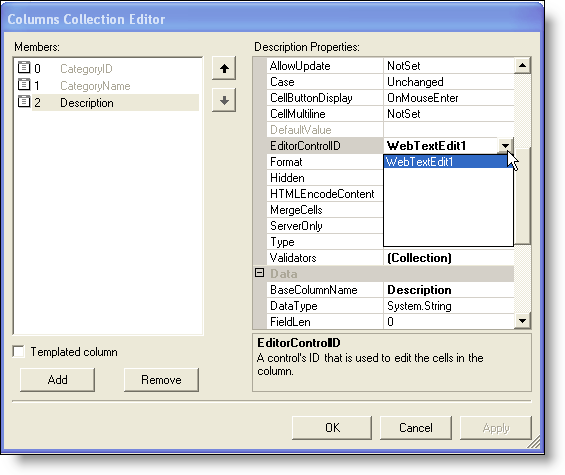 Columns Collection Editor
Members:
0 CategoryID
1 CategoryName
2 Description
Templated column
Add
Remove
Description Properties:
AllowUpdate NotSet
Case Unchanged
CellButtonDisplay OnMouseEnter
CellMultiline NotSet
DefaultValue
EditorControlID WebTextEdit1
Format WebTextEdit1
Hidden
HTMLEncodeContent
MergeCells
ServerOnly
Type
Validators (Collection)
Data
BaseColumnName Description
DataType System.String
FieldLen 0
EditorControlID
A control's ID that is used to edit the cells in the
column.
OK
Cancel
Apply